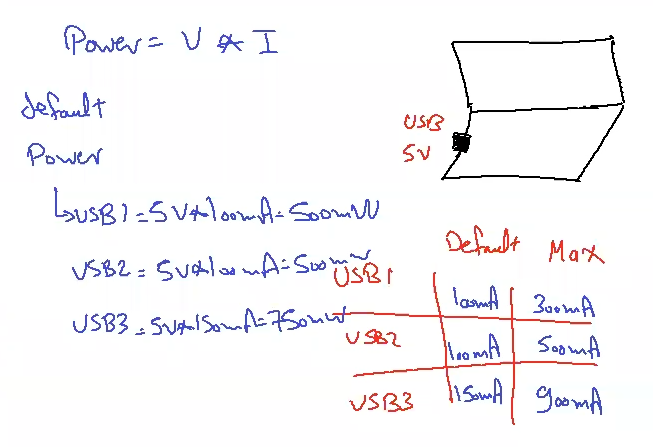 Power = V * I
default
Power
USB1 = 5V*100mA = 500mW
USB2 = 5V*100mA = 500mw
USB3 = 5V*150mA = 750mW
USB
5V
Default Max
USB1 100mA 300mA
USB2 100mA 500mA
USB3 150mA 900mA